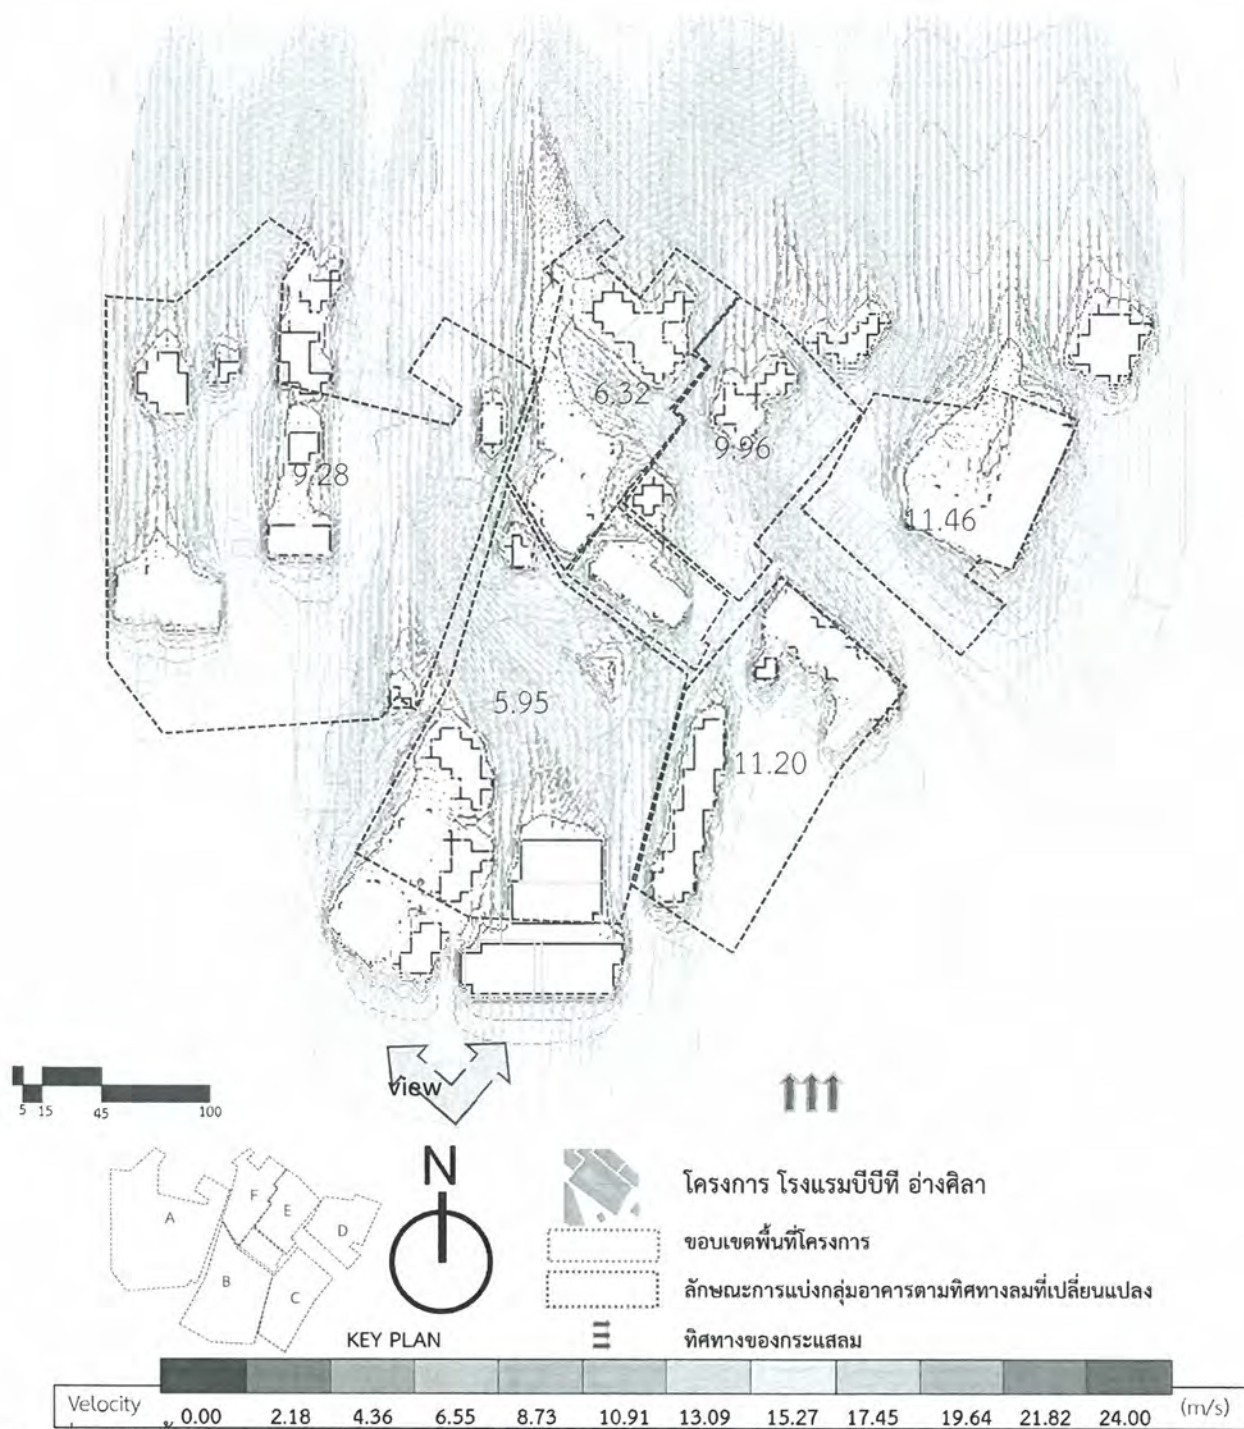 6.32
9.96
9.28
11.46
5.95
11.20
view
5 15 45 100
N
F
E
A
D
B
C
KEY PLAN
โครงการ โรงแรมบีบีที อ่างศิลา
ขอบเขตพื้นที่โครงการ
ลักษณะการแบ่งกลุ่มอาคารตามทิศทางลมที่เปลี่ยนแปลง
ทิศทางของกระแสลม
Velocity 0.00 2.18 4.36 6.55 8.73 10.91 13.09 15.27 17.45 19.64 21.82 24.00 (m/s)